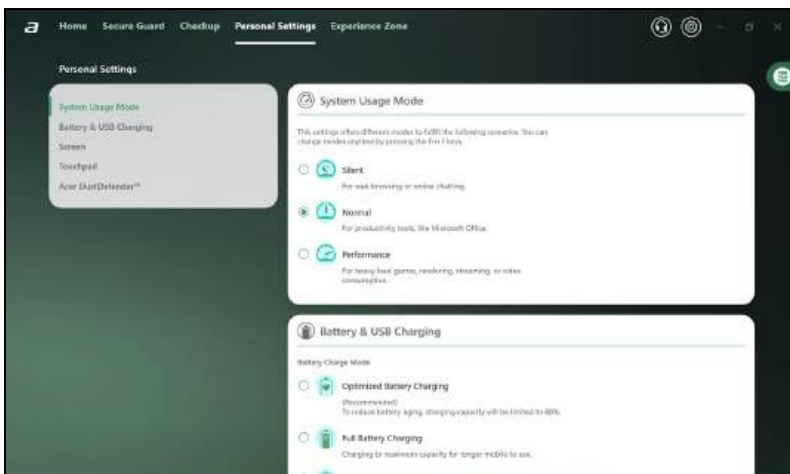 a Home Secure Guard Checkup Personal Settings Experience Zone
Personal Settings
System Usage Mode
Battery & USB Charging
Screen
Touchpad
Acer DustDefender™
System Usage Mode
This settings offers different modes to fulfill the following scenarios. You can
change modes anytime by pressing the Fn+F keys.
Silent
For web browsing or online chatting.
Normal
For productivity tools, like Microsoft Office.
Performance
For heavy load games, rendering, streaming, or video
consumption.
Battery & USB Charging
Battery Charge Mode
Optimized Battery Charging
(Recommended)
To reduce battery aging, charging capacity will be limited to 80%.
Full Battery Charging
Charging to maximum capacity for longer mobile to use.